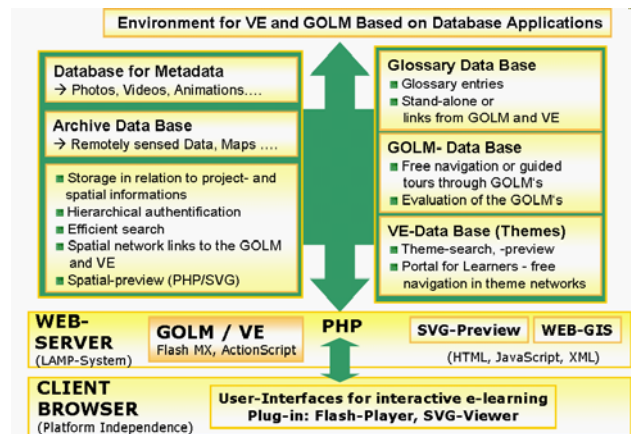 Environment for VE and GOLM Based on Database Applications
Database for Metadata
→ Photos, Videos, Animations....
Archive Data Base
→ Remotely sensed Data, Maps ....
Storage in relation to project- and
spatial informations
Hierarchical authentification
Efficient search
Spatial network links to the GOLM
and VE
Spatial-preview (PHP/SVG)
Glossary Data Base
Glossary entries
Stand-alone or
links from GOLM and VE
GOLM- Data Base
Free navigation or guided
tours through GOLM's
Evaluation of the GOLM's
VE-Data Base (Themes)
Theme-search, -preview
Portal for Learners - free
navigation in theme networks
WEB-
SERVER
(LAMP-System)
GOLM / VE
Flash MX, ActionScript
PHP
SVG-Preview
WEB-GIS
(HTML, JavaScript, XML)
CLIENT
BROWSER
(Platform Independence)
User-Interfaces for interactive e-learning
Plug-in: Flash-Player, SVG-Viewer